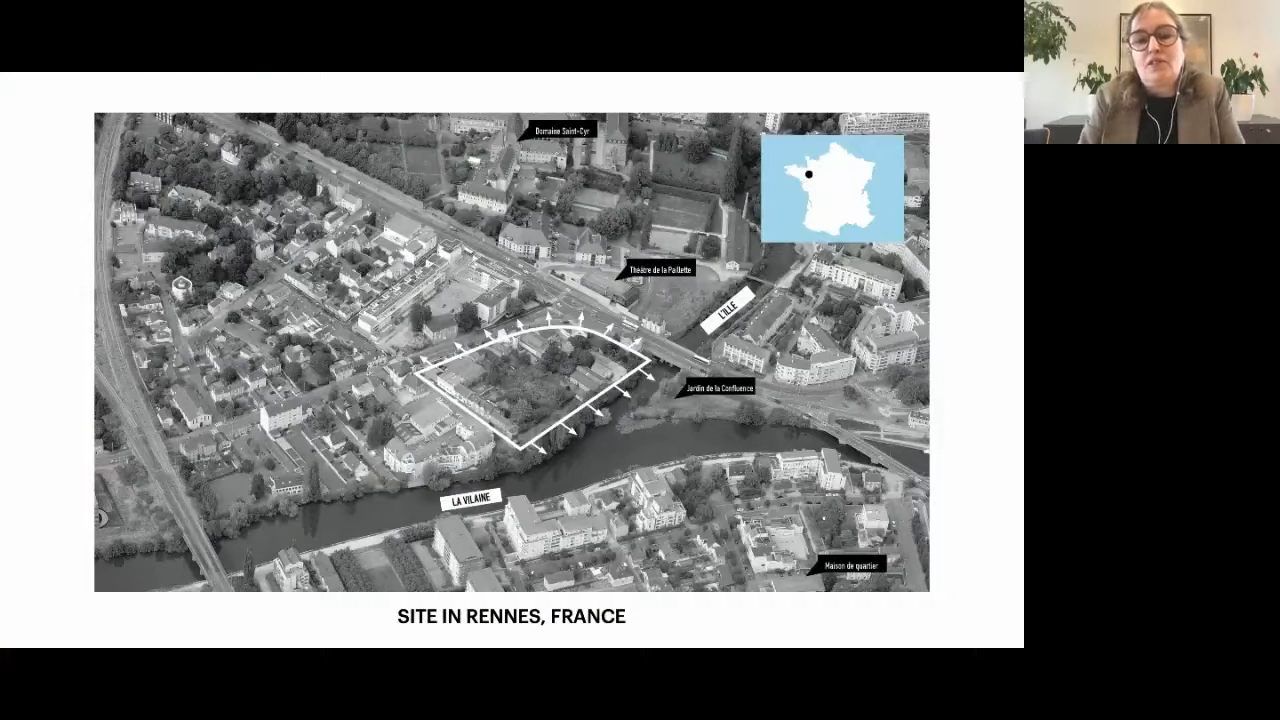 Domaine Saint-Cyr
Théâtre de la Paillette
L'ILLE
Jardin de la Confluence
LA VILAINE
Maison de quartier
SITE IN RENNES, FRANCE